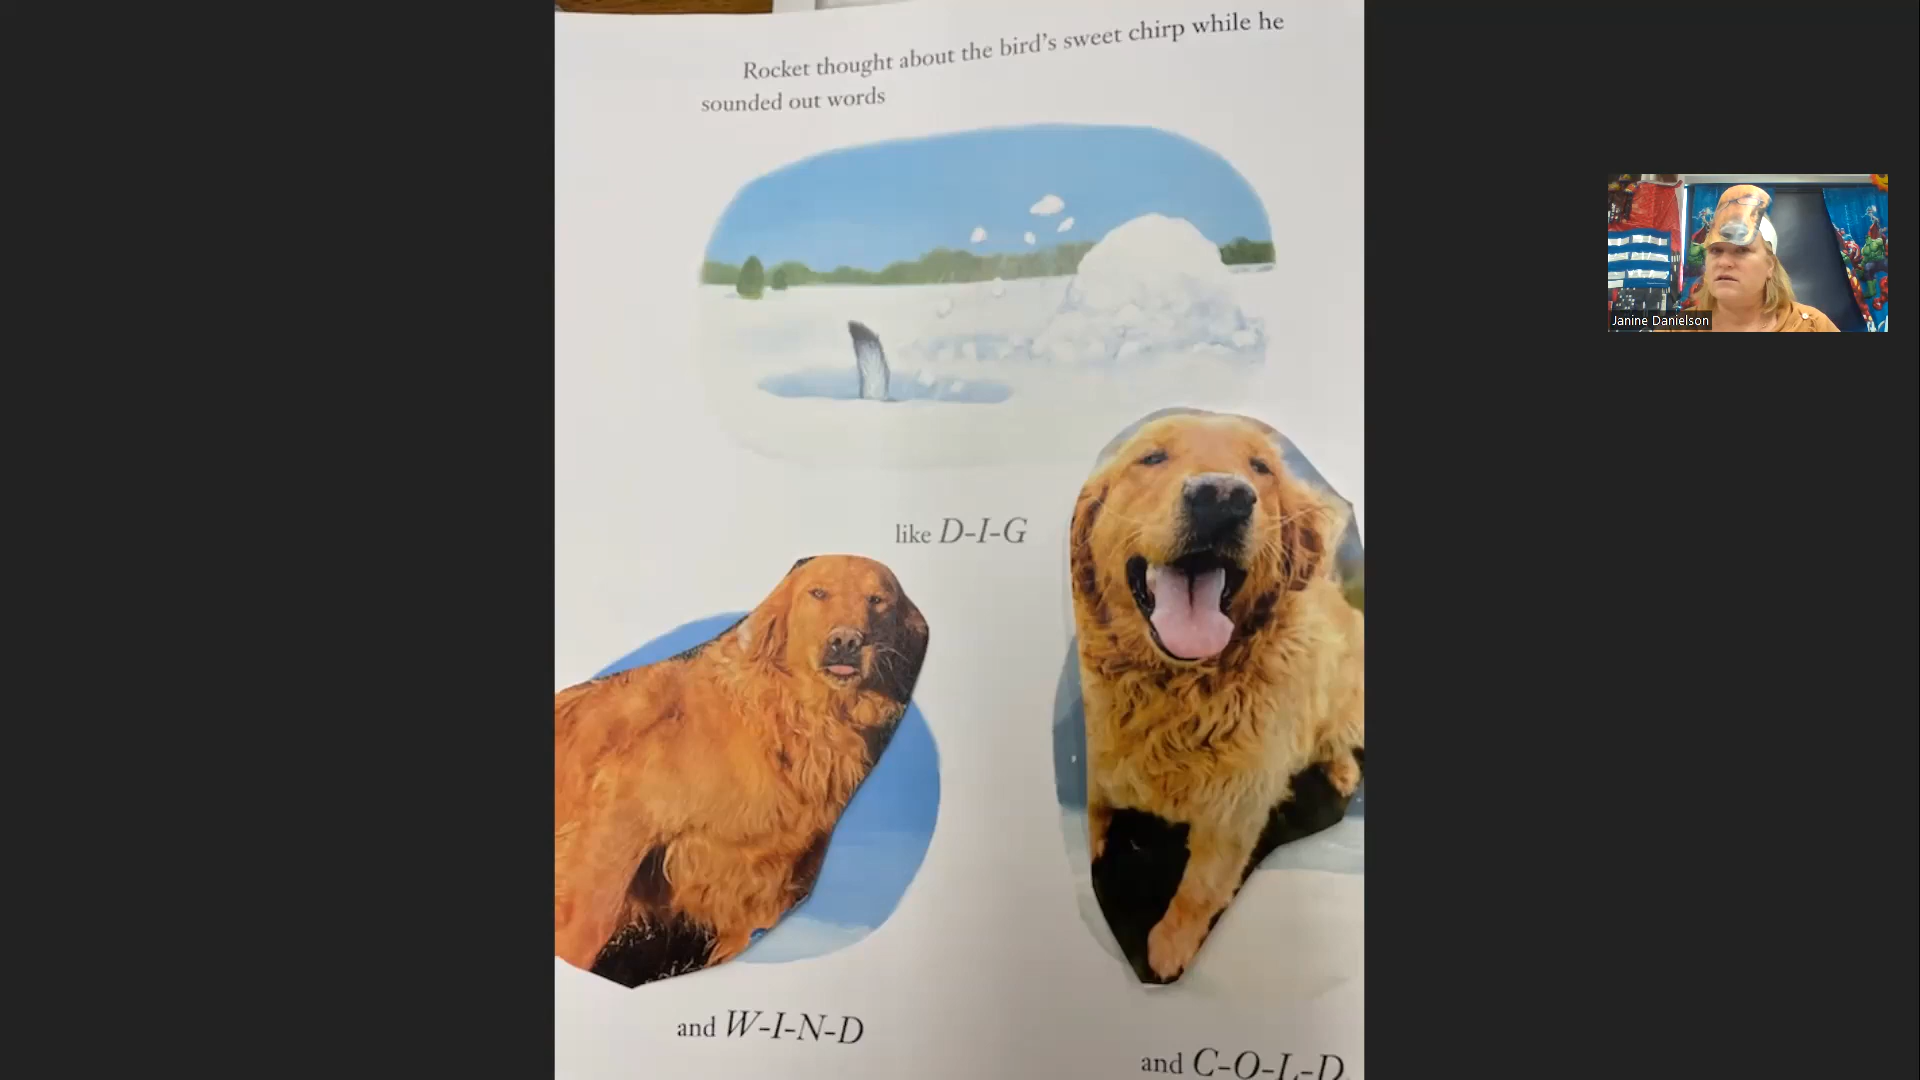 Rocket thought about the bird's sweet chirp while he
sounded out words
like D-I-G
and W-I-N-D
and C-O-L-D.
Janine Danielson